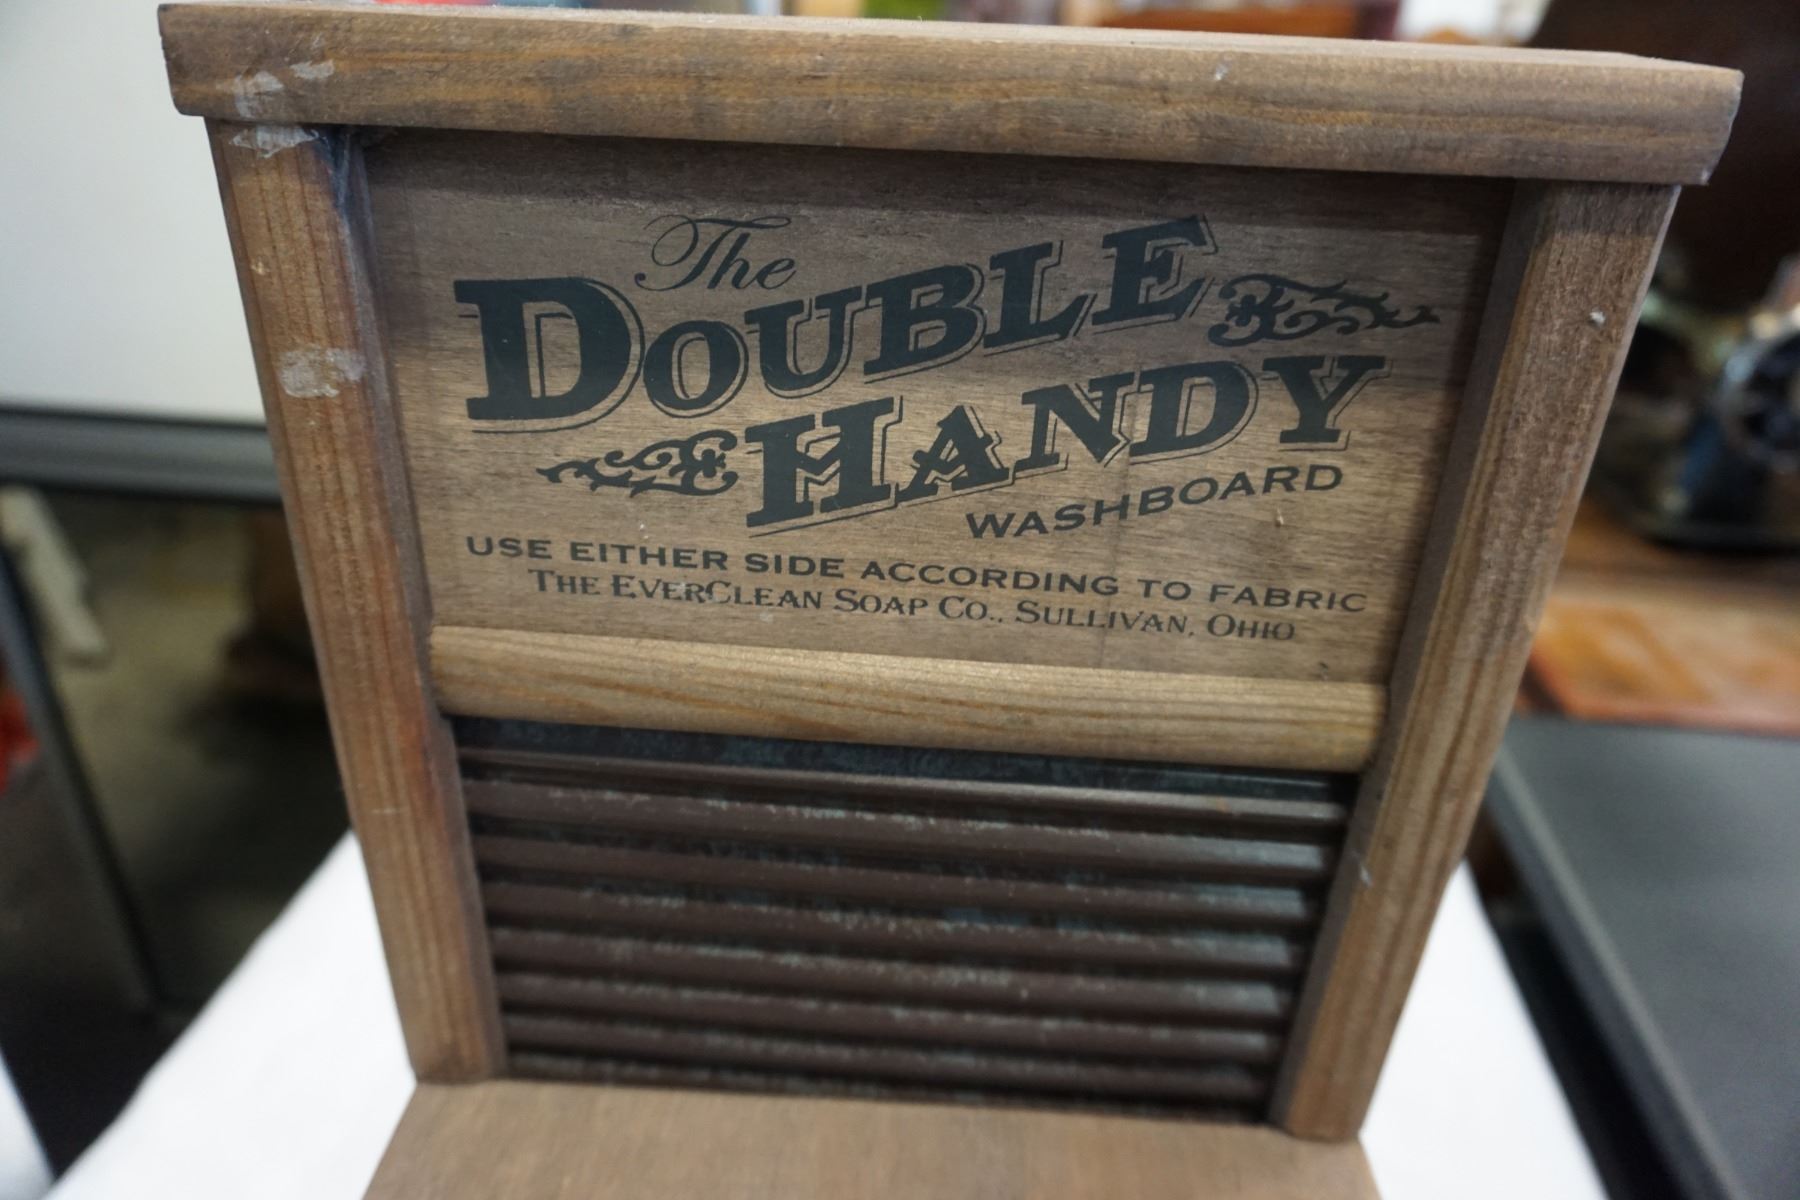 The
DOUBLE
HANDY
WASHBOARD
USE EITHER SIDE ACCORDING TO FABRIC
THE EVERCLEAN SOAP CO., SULLIVAN, OHIO